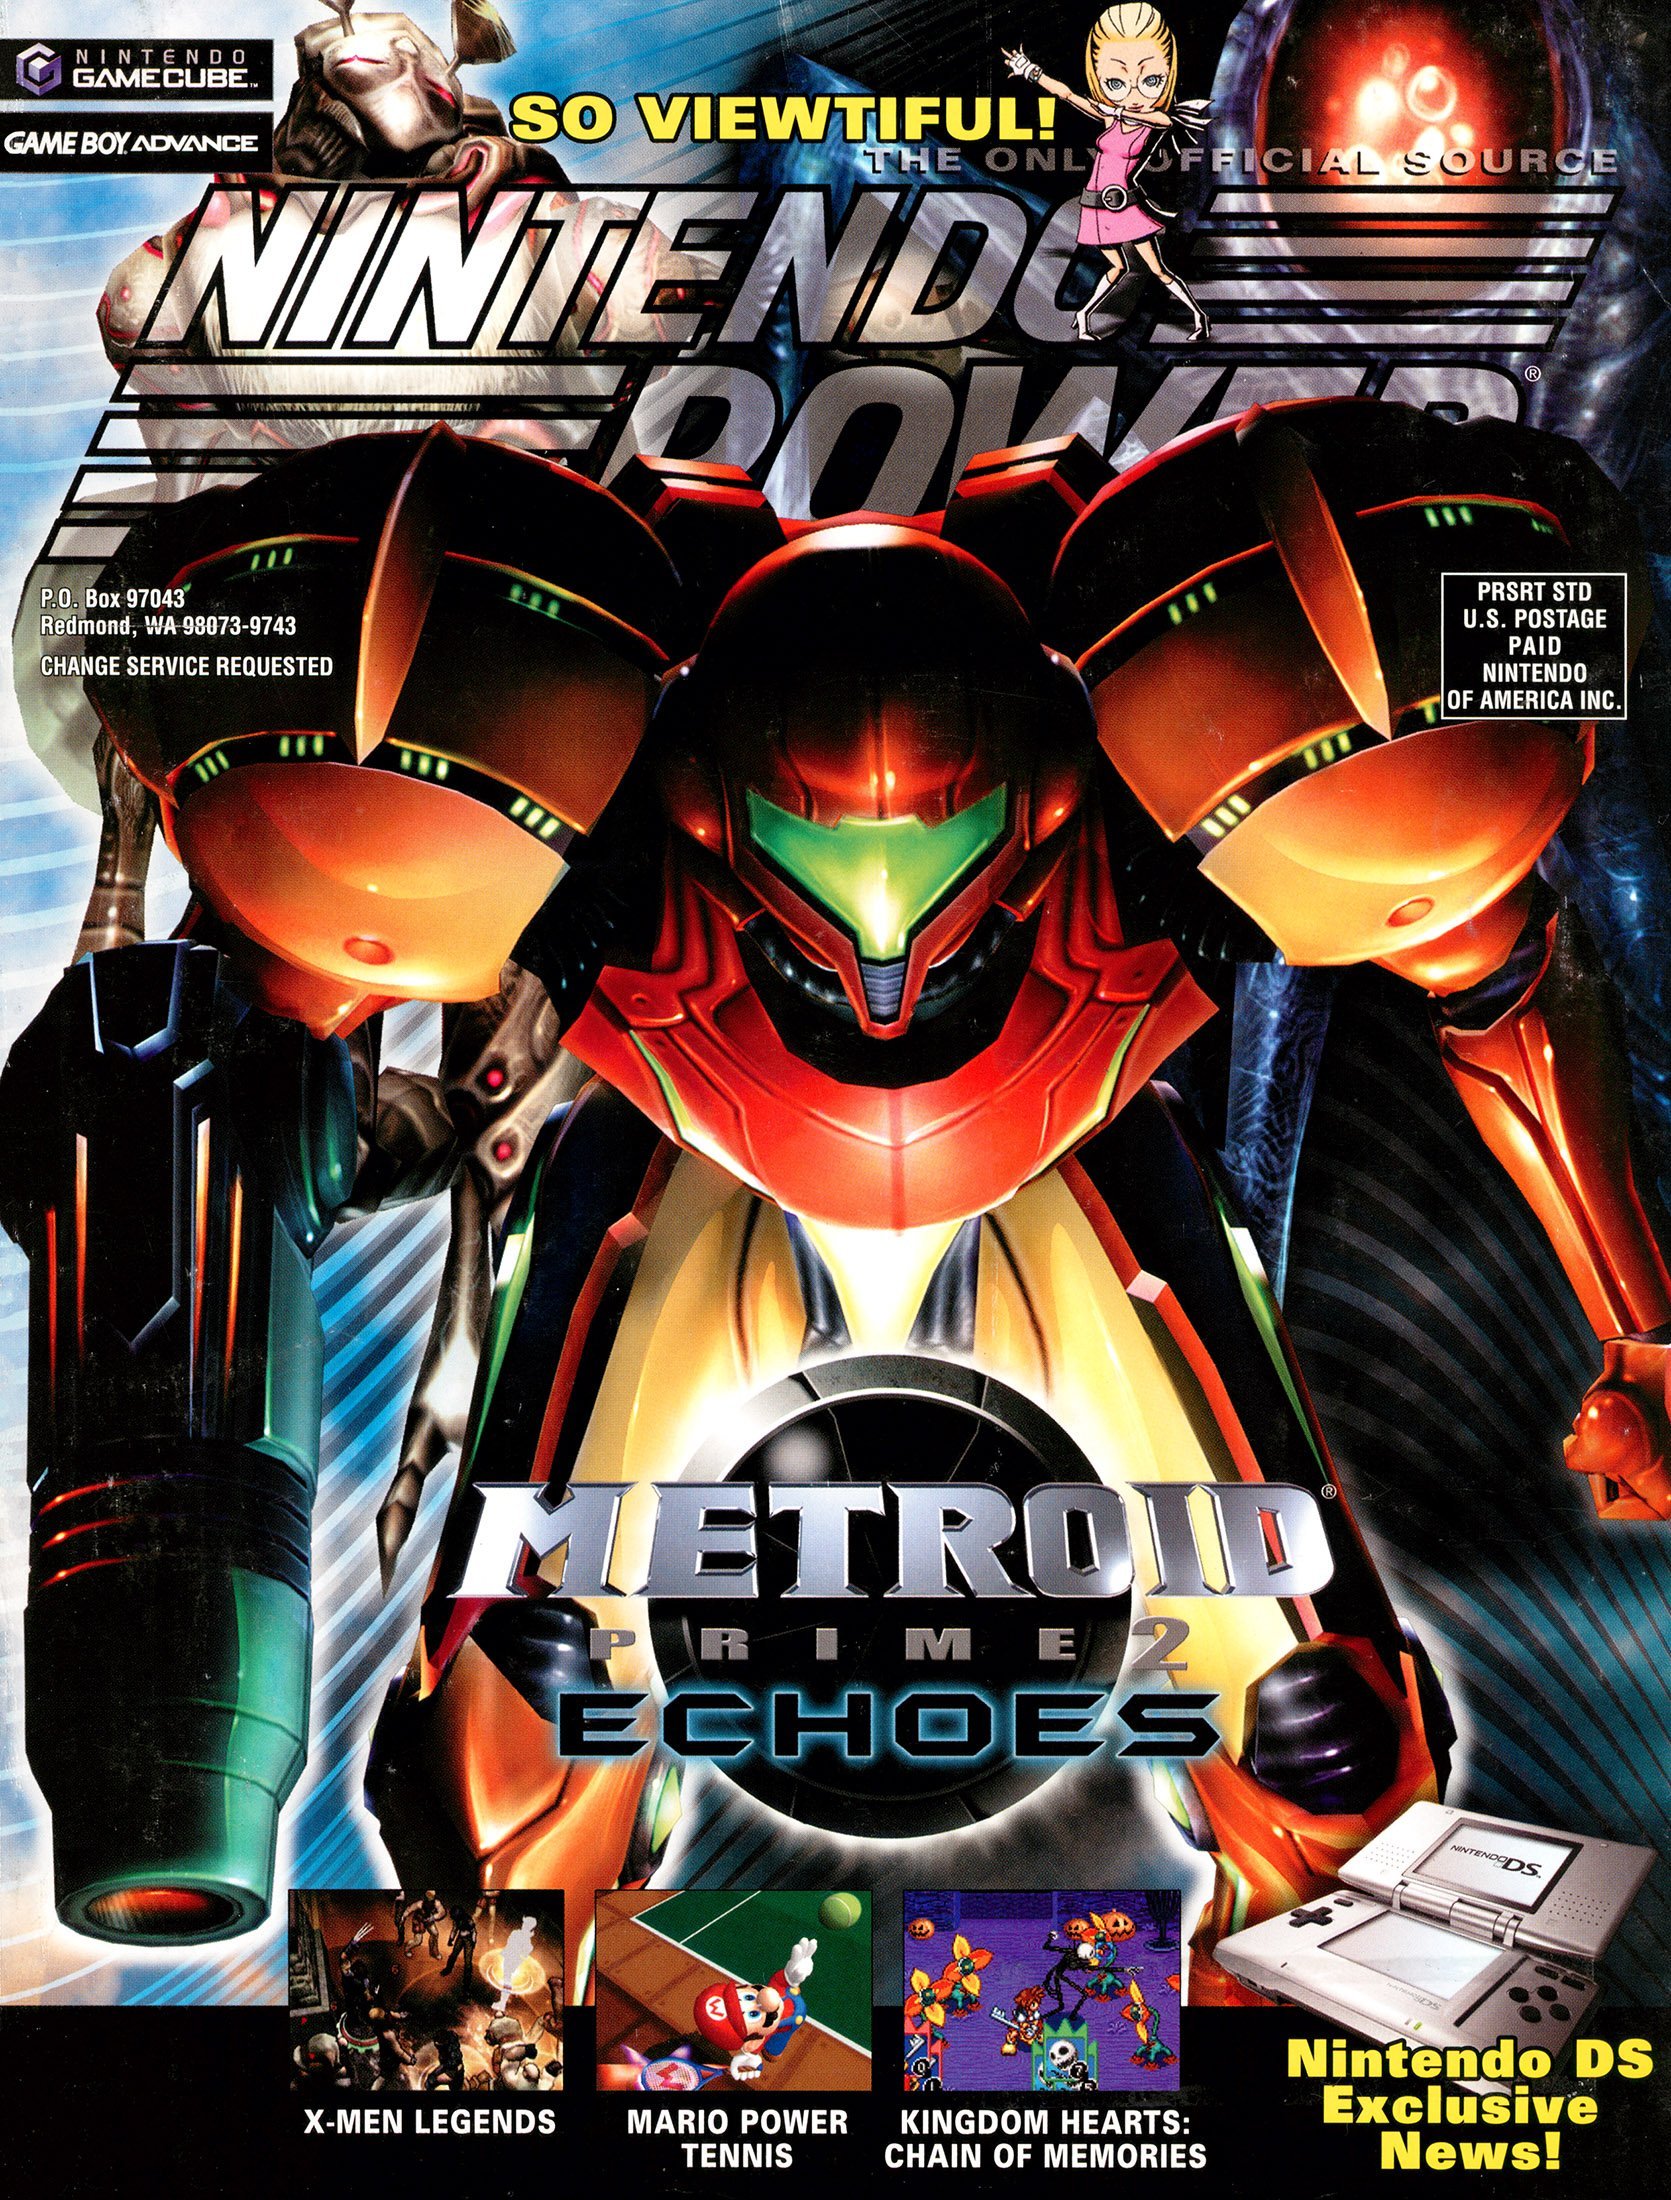 NINTENDO
GAMECUBE™
GAME BOY ADVANCE
SO VIEWTIFUL!
THE ONLY OFFICIAL SOURCE
NINTENDO
POWER®
P.O. Box 97043
Redmond, WA 98073-9743
CHANGE SERVICE REQUESTED
PRSRT STD
U.S. POSTAGE
PAID
NINTENDO
OF AMERICA INC.
METROID®
PRIME 2
ECHOES
NINTENDO DS™
X-MEN LEGENDS
MARIO POWER
TENNIS
KINGDOM HEARTS:
CHAIN OF MEMORIES
Nintendo DS
Exclusive
News!